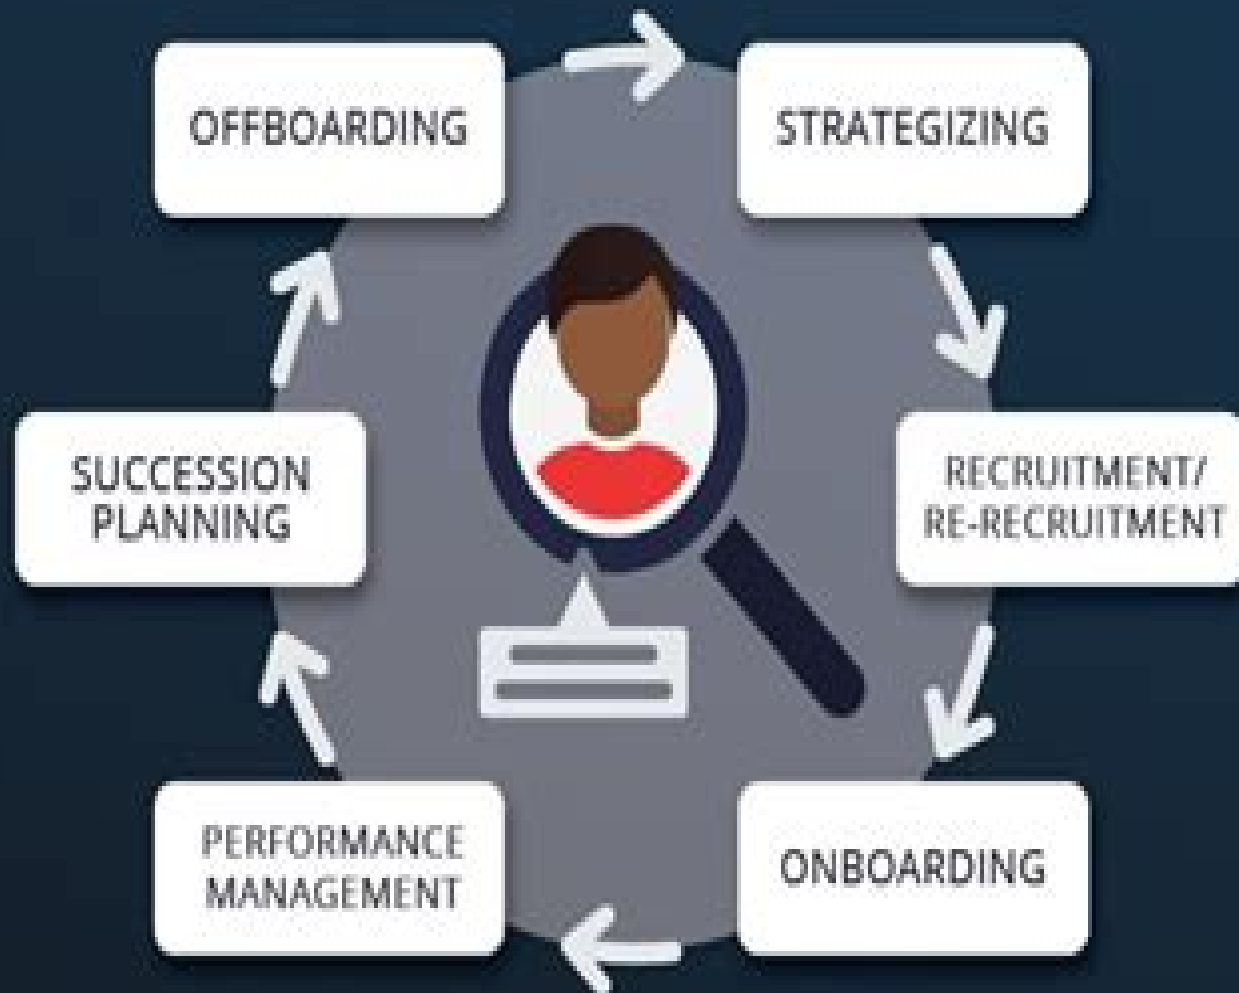 OFFBOARDING
STRATEGIZING
SUCCESSION
PLANNING
RECRUITMENT/
RE-RECRUITMENT
PERFORMANCE
MANAGEMENT
ONBOARDING